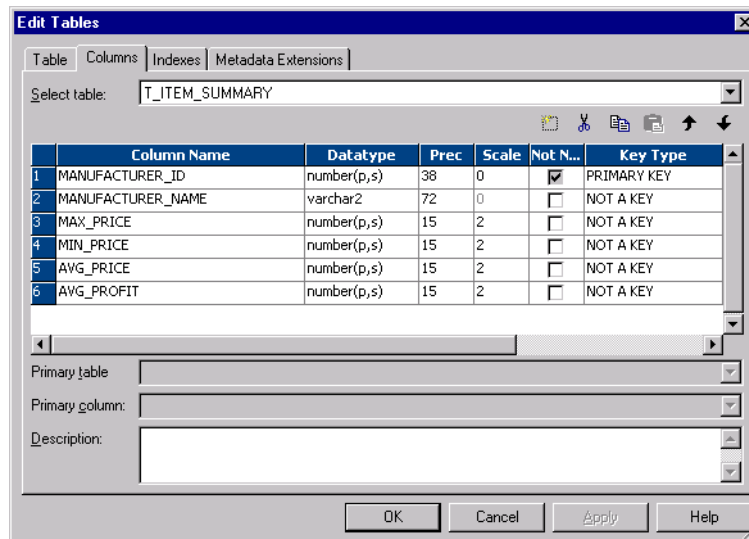 Edit Tables
Table Columns Indexes Metadata Extensions
Select table: T_ITEM_SUMMARY
Column Name Datatype Prec Scale Not N... Key Type
1 MANUFACTURER_ID number(p,s) 38 0 PRIMARY KEY
2 MANUFACTURER_NAME varchar2 72 0 NOT A KEY
3 MAX_PRICE number(p,s) 15 2 NOT A KEY
4 MIN_PRICE number(p,s) 15 2 NOT A KEY
5 AVG_PRICE number(p,s) 15 2 NOT A KEY
6 AVG_PROFIT number(p,s) 15 2 NOT A KEY
Primary table
Primary column:
Description:
OK Cancel Apply Help